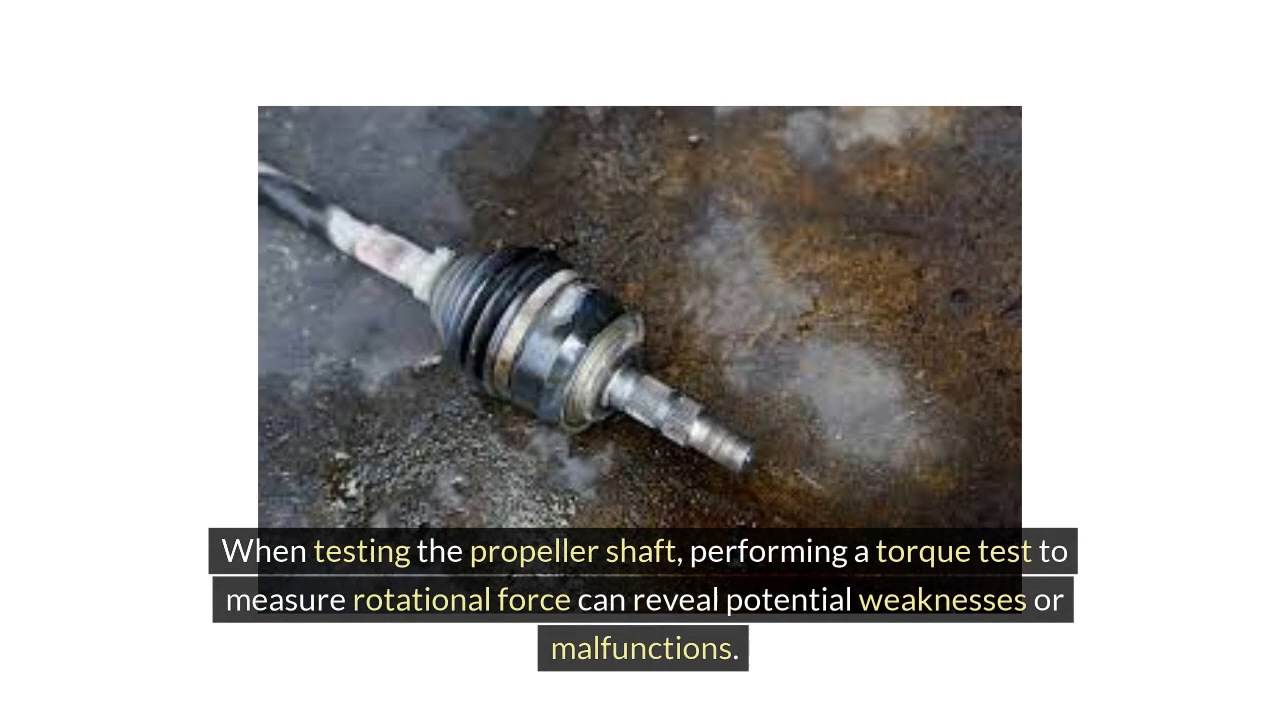 When testing the propeller shaft, performing a torque test to
measure rotational force can reveal potential weaknesses or
malfunctions.